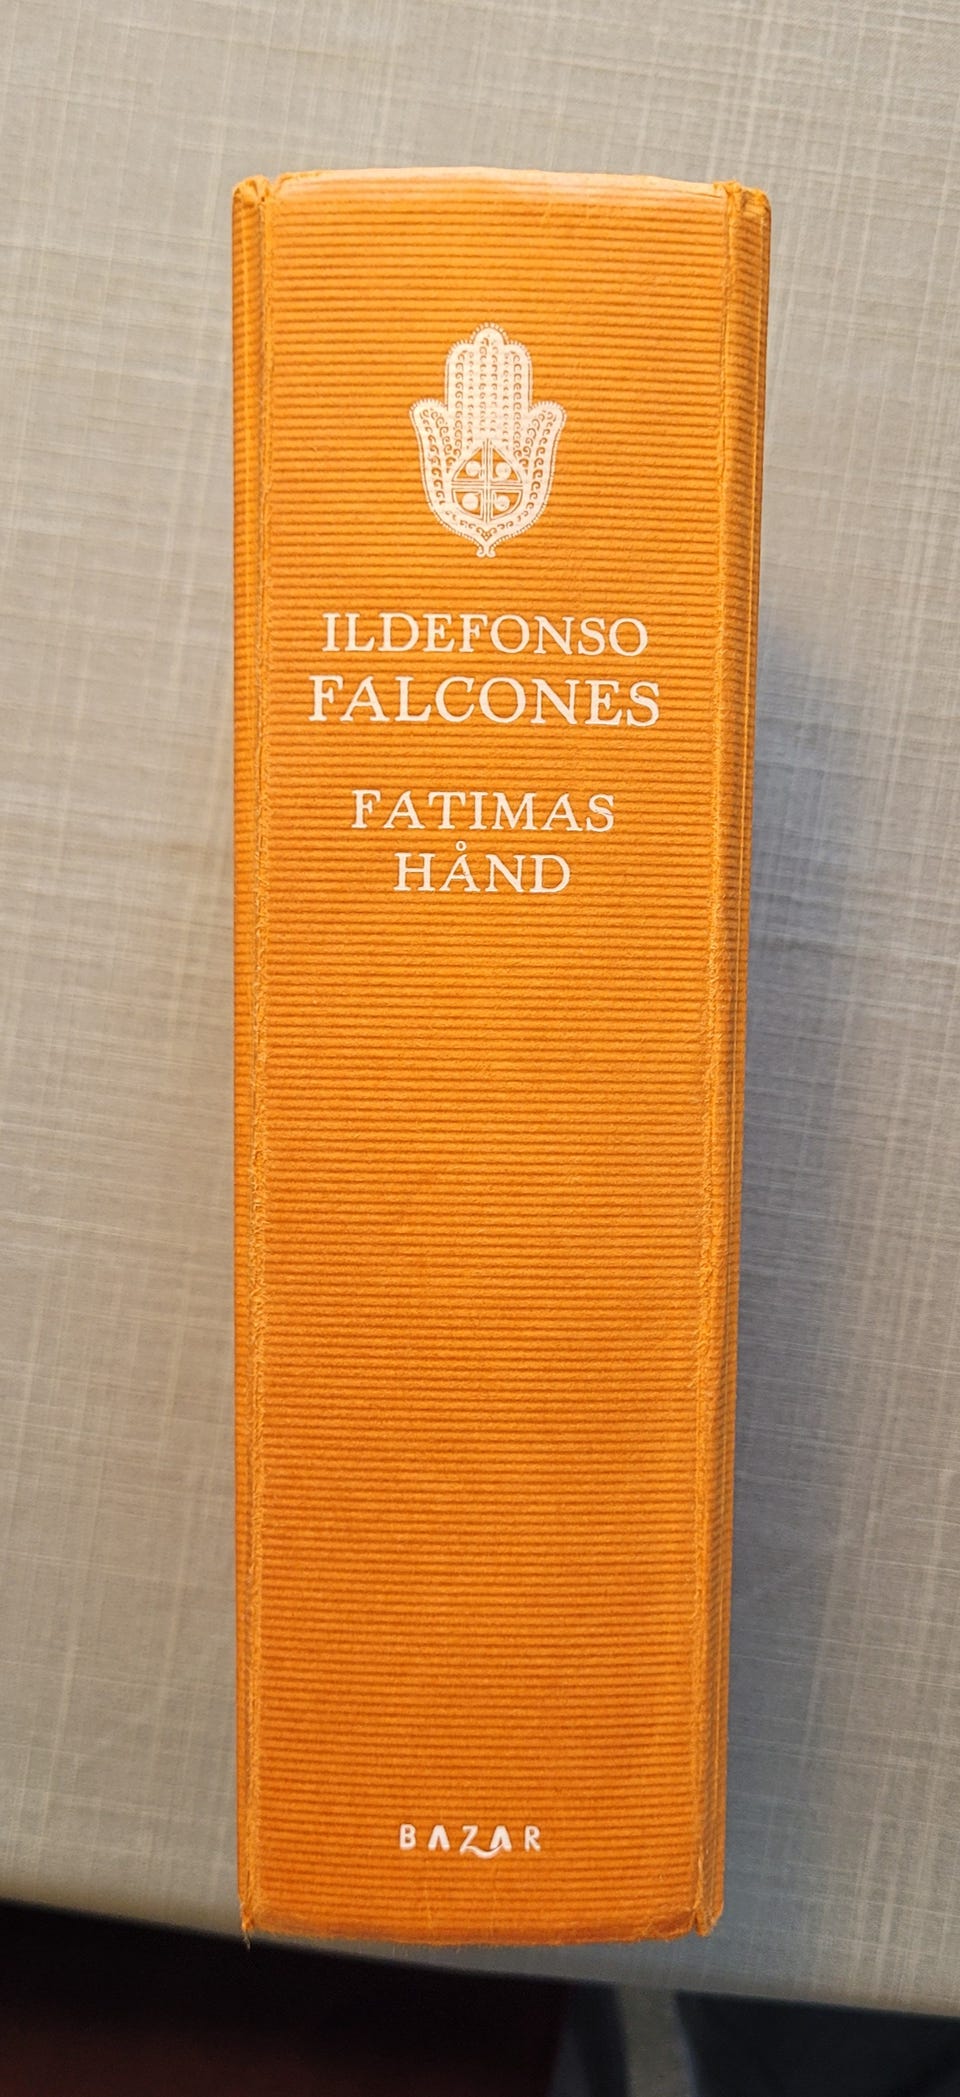 ILDEFONSO
FALCONES
FATIMAS
HÅND
BAZAR